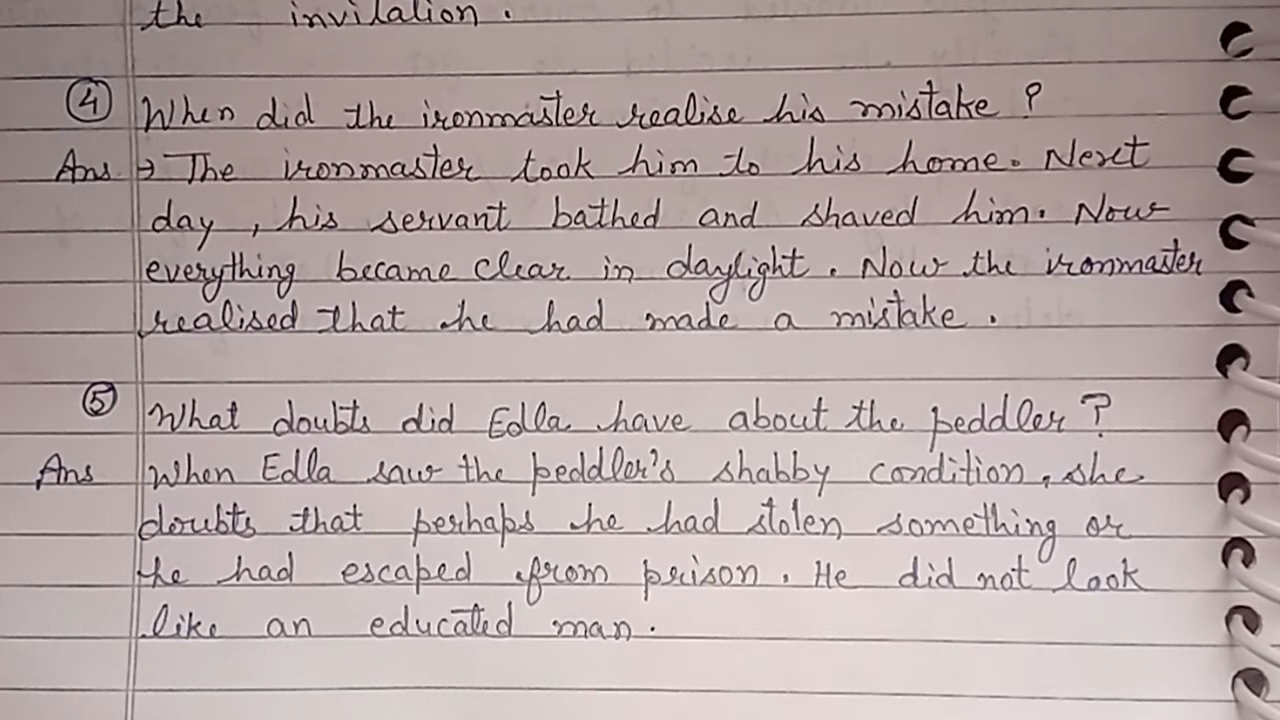 the invilation.
④ When did the ironmaster realise his mistake?
Ans → The ironmaster took him to his home. Next
day, his servant bathed and shaved him. Now
everything became clear in daylight. Now the ironmaster
realised that he had made a mistake.
⑤ What doubts did Edla have about the peddler?
Ans When Edla saw the peddler's shabby condition, she
doubts that perhaps he had stolen something or
he had escaped from prison. He did not look
like an educated man.